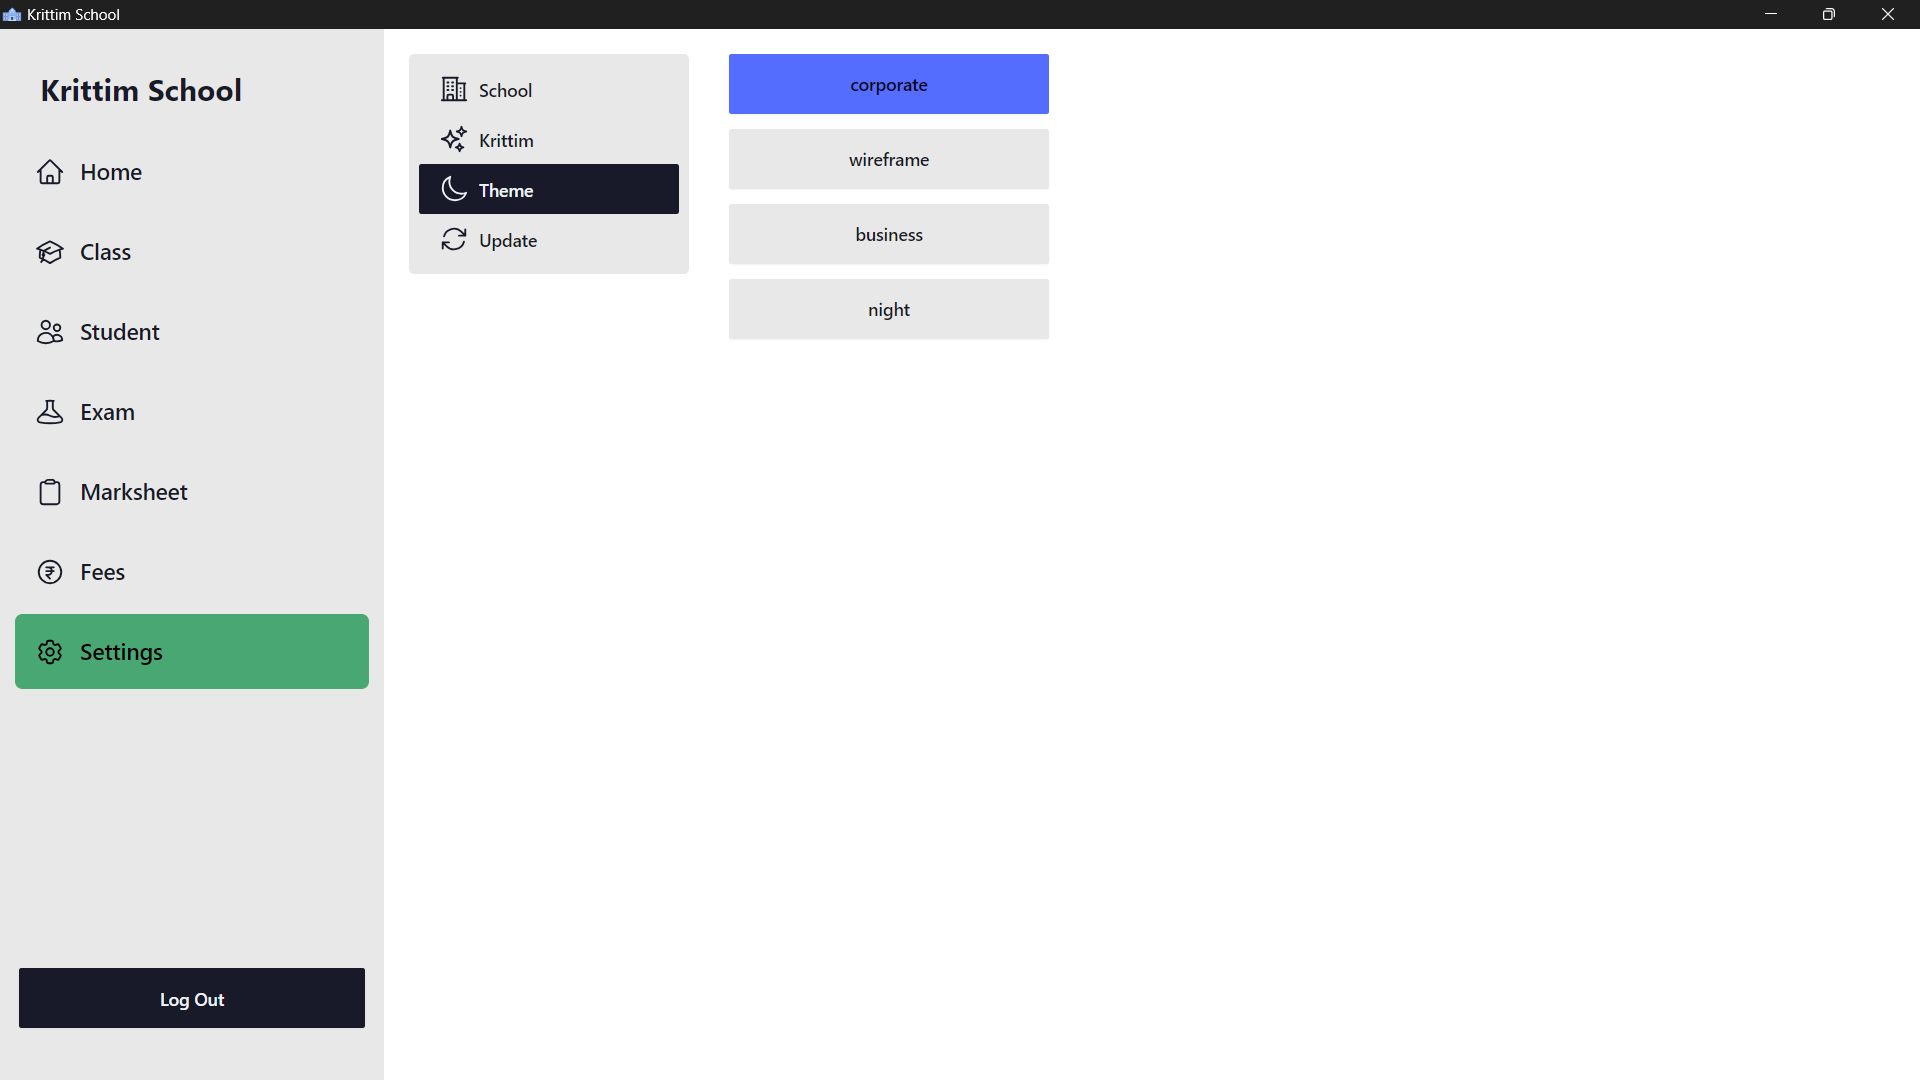 Krittim School
Krittim School
Home
Class
Student
Exam
Marksheet
Fees
Settings
Log Out
School
Krittim
Theme
Update
corporate
wireframe
business
night